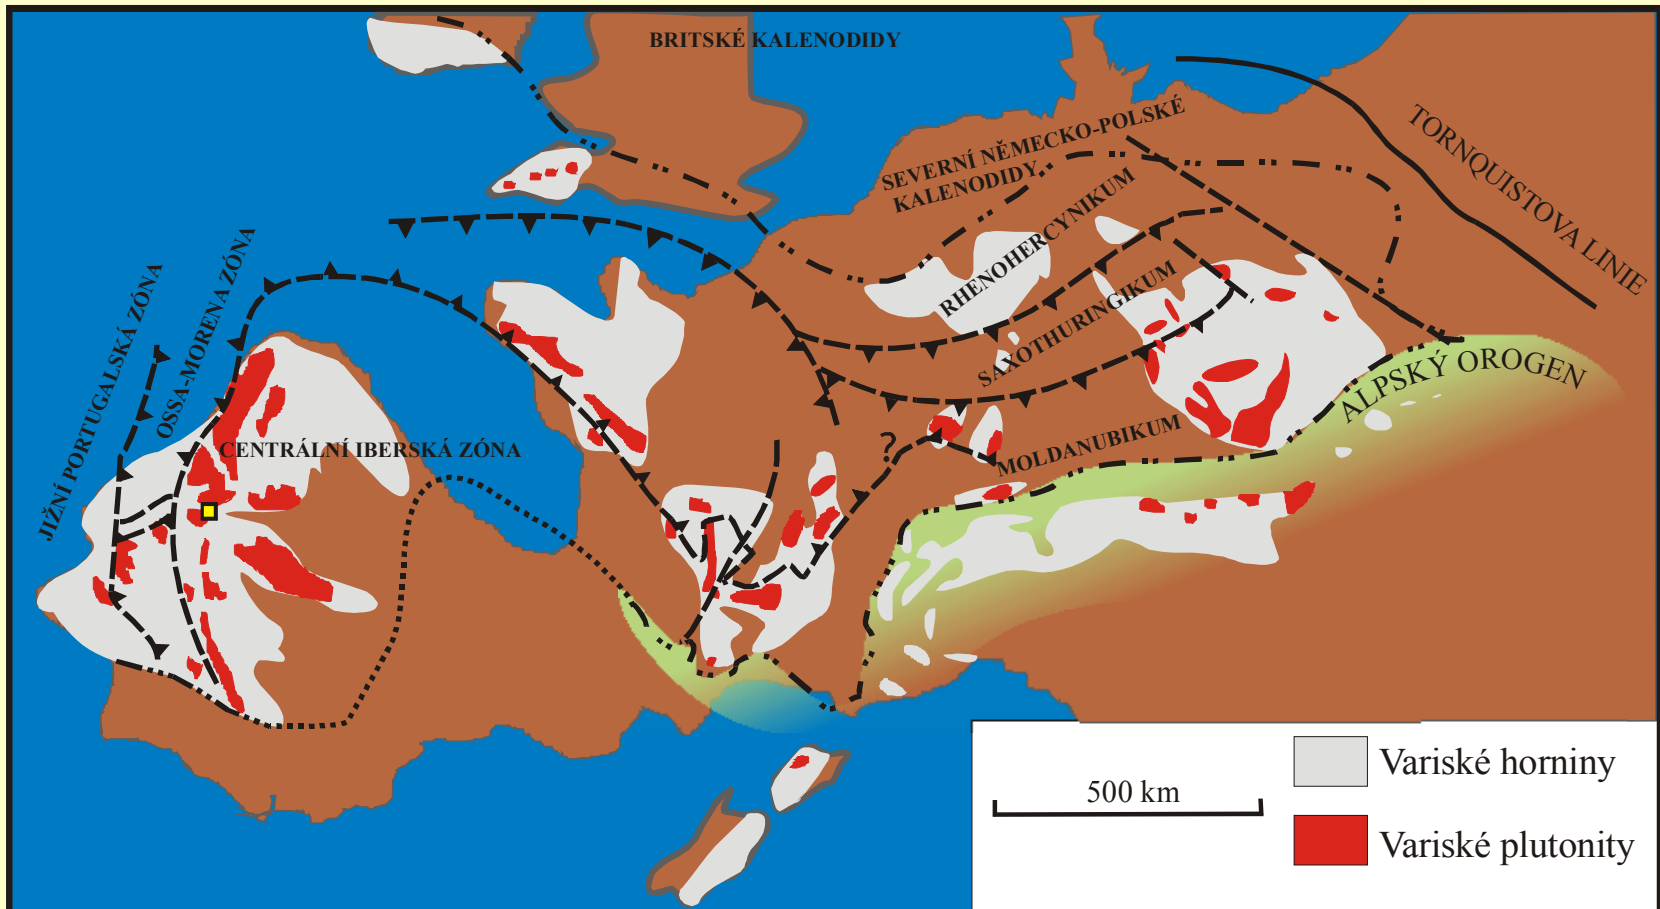 BRITSKÉ KALENODIDY
SEVERNÍ NĚMECKO-POLSKÉ
KALENODIDY
TORNQUISTOVA LINIE
RHENOHERCYNIKUM
SAXOTHURINGIKUM
ALPSKÝ OROGEN
MOLDANUBIKUM
?
JIŽNÍ PORTUGALSKÁ ZÓNA
OSSA-MORENA ZÓNA
CENTRÁLNÍ IBERSKÁ ZÓNA
500 km
Variské horniny
Variské plutonity